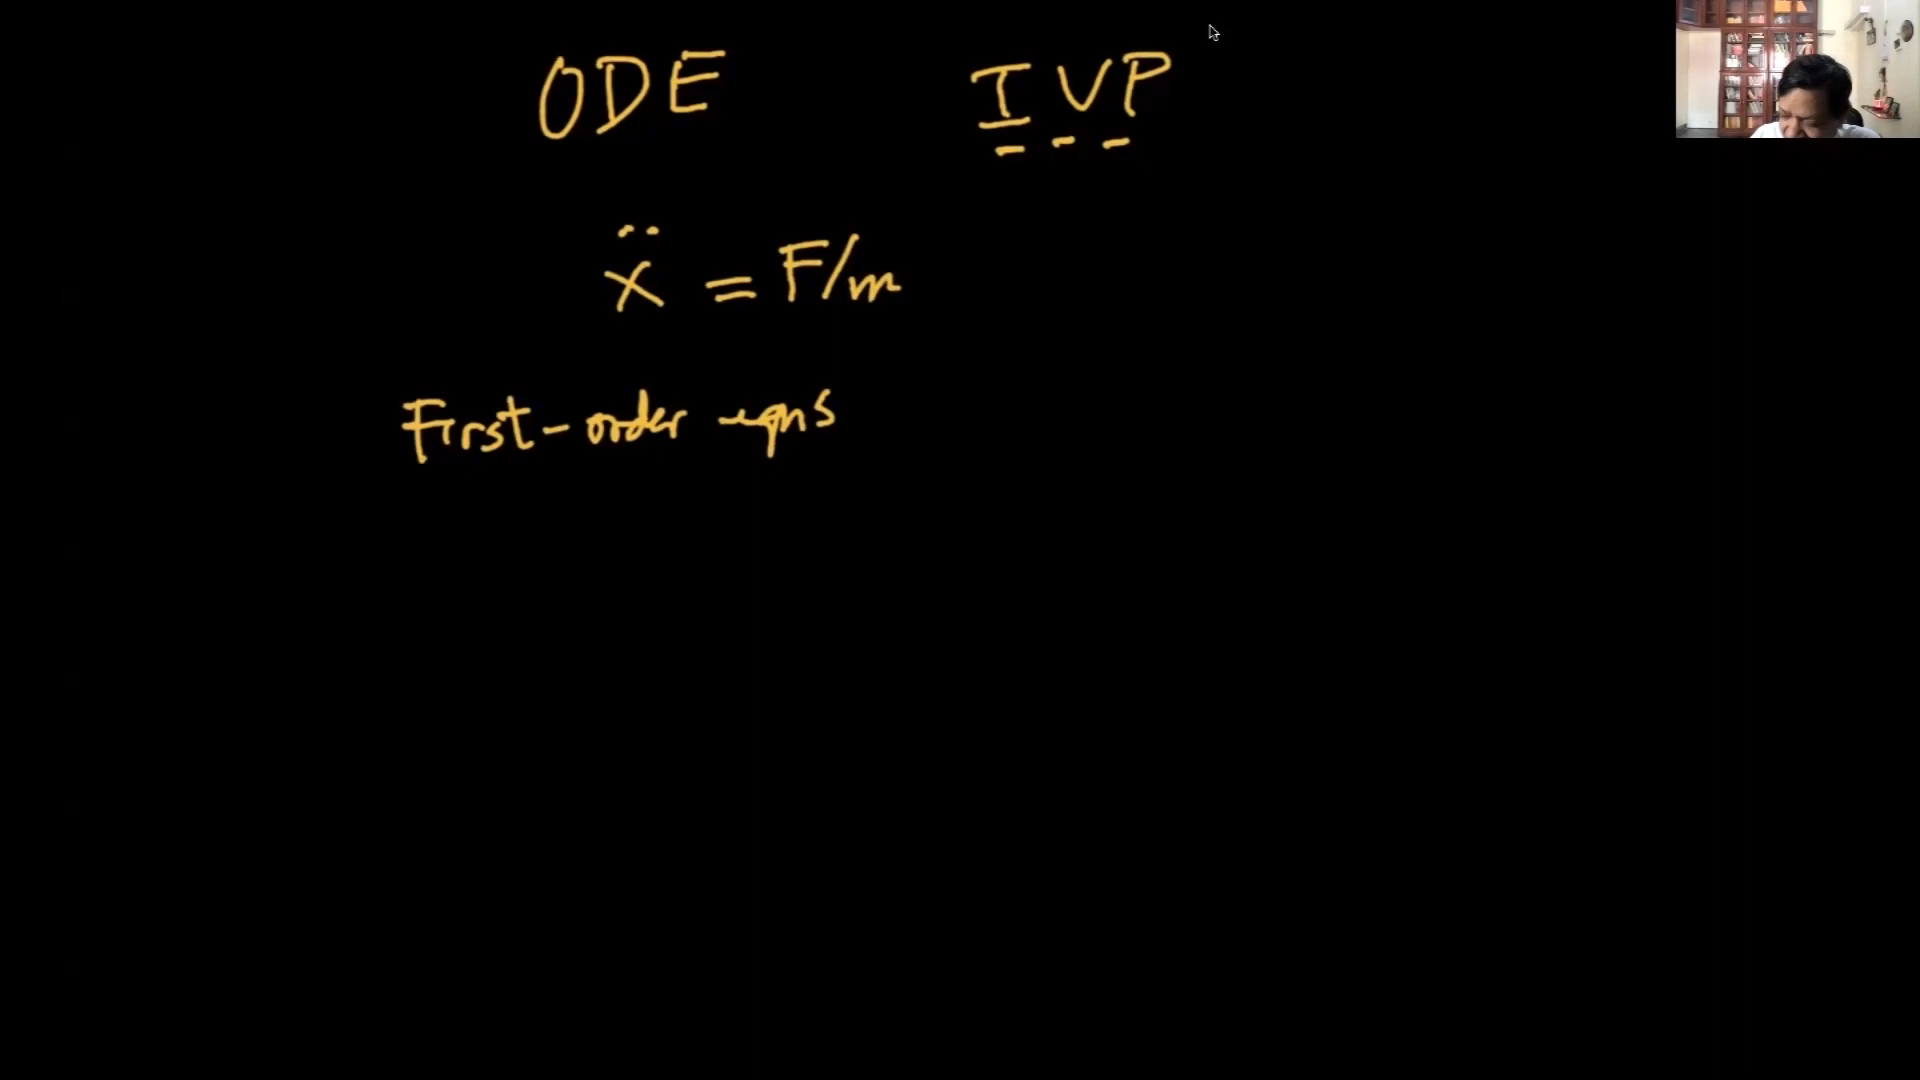 ODE IVP
ẍ = F/m
First-order eqns